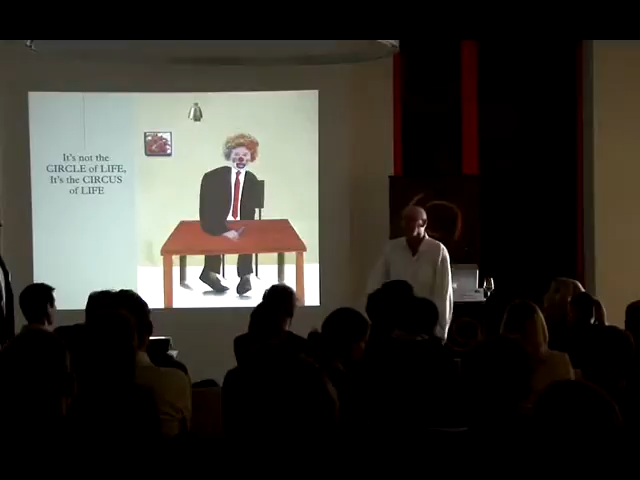 It's not the
CIRCLE of LIFE,
It's the CIRCUS
of LIFE